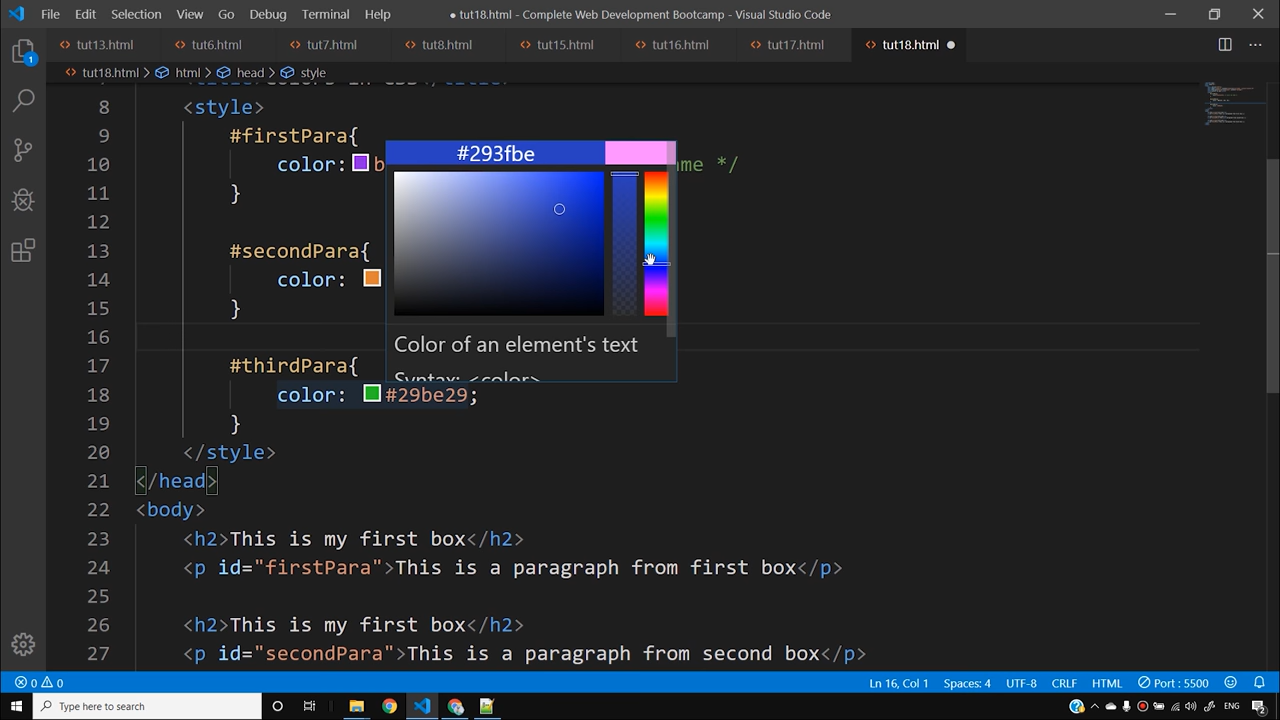 File Edit Selection View Go Debug Terminal Help
● tut18.html - Complete Web Development Bootcamp - Visual Studio Code
tut13.html tut6.html tut7.html tut8.html tut15.html tut16.html tut17.html tut18.html
tut18.html > html > head > style
8 <style>
9 #firstPara{
#293fbe
10 color: b me */
11 }
12
13 #secondPara{
14 color:
15 }
16
Color of an element's text
17 #thirdPara{
Syntax: <color>
18 color: #29be29;
19 }
20 </style>
21 </head>
22 <body>
23 <h2>This is my first box</h2>
24 <p id="firstPara">This is a paragraph from first box</p>
25
26 <h2>This is my first box</h2>
27 <p id="secondPara">This is a paragraph from second box</p>
0 0 Ln 16, Col 1 Spaces: 4 UTF-8 CRLF HTML Port : 5500
Type here to search
ENG
1
2